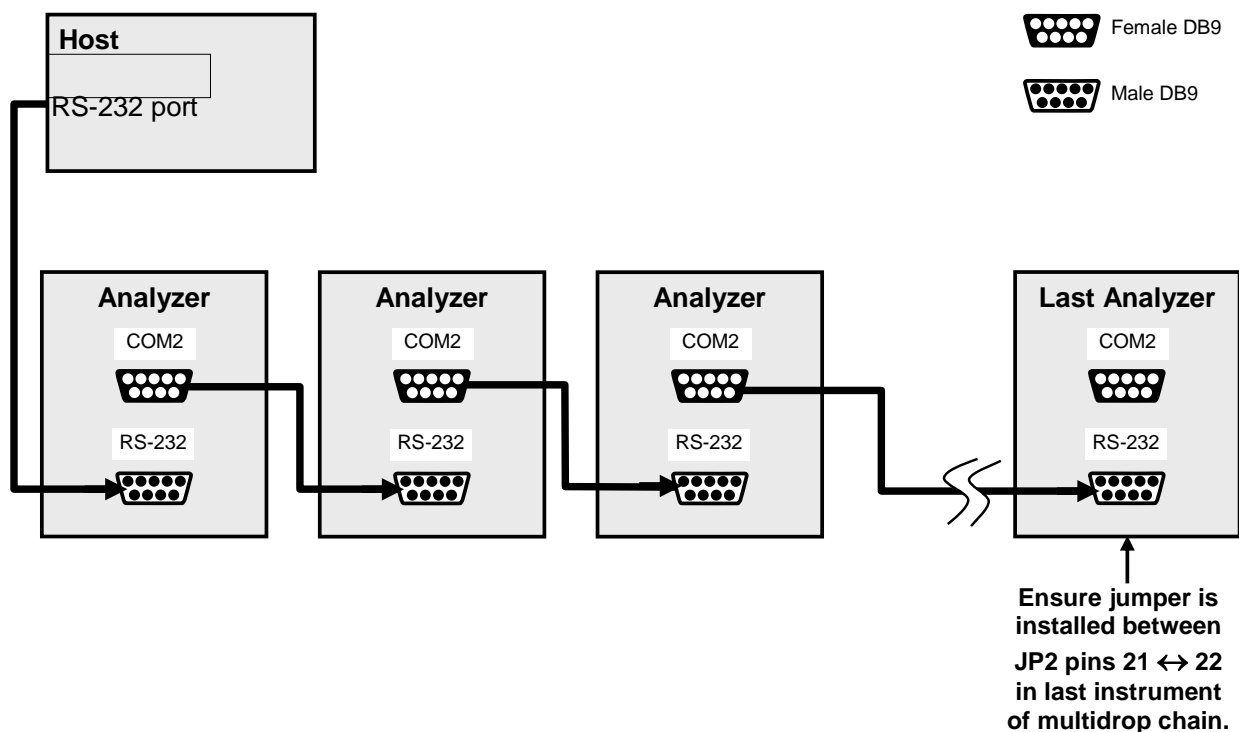 Host
RS-232 port
Female DB9
Male DB9
Analyzer
COM2
RS-232
Analyzer
COM2
RS-232
Analyzer
COM2
RS-232
Last Analyzer
COM2
RS-232
Ensure jumper is
installed between
JP2 pins 21 ↔ 22
in last instrument
of multidrop chain.